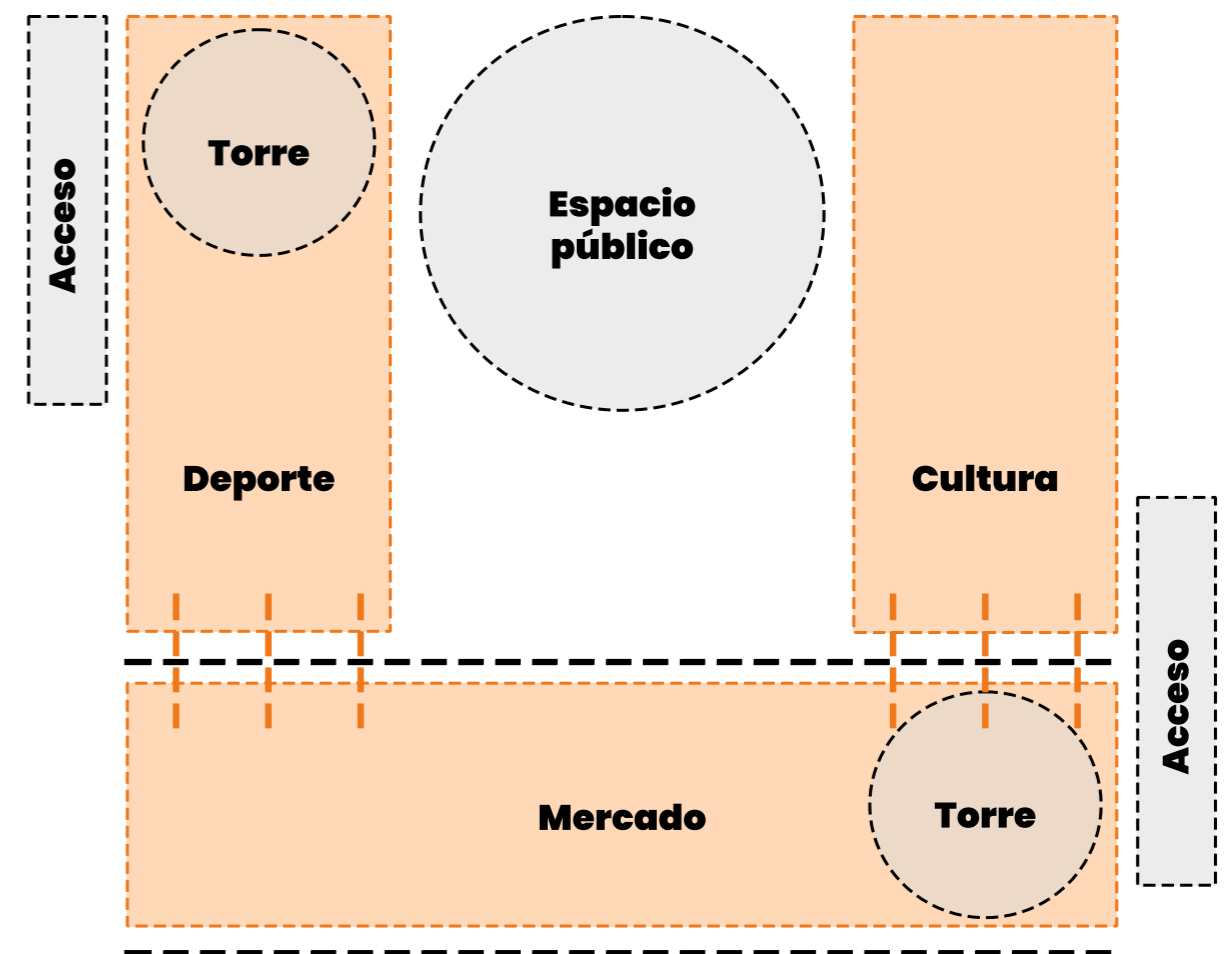 Acceso
Torre
Espacio
público
Deporte
Cultura
Acceso
Mercado
Torre